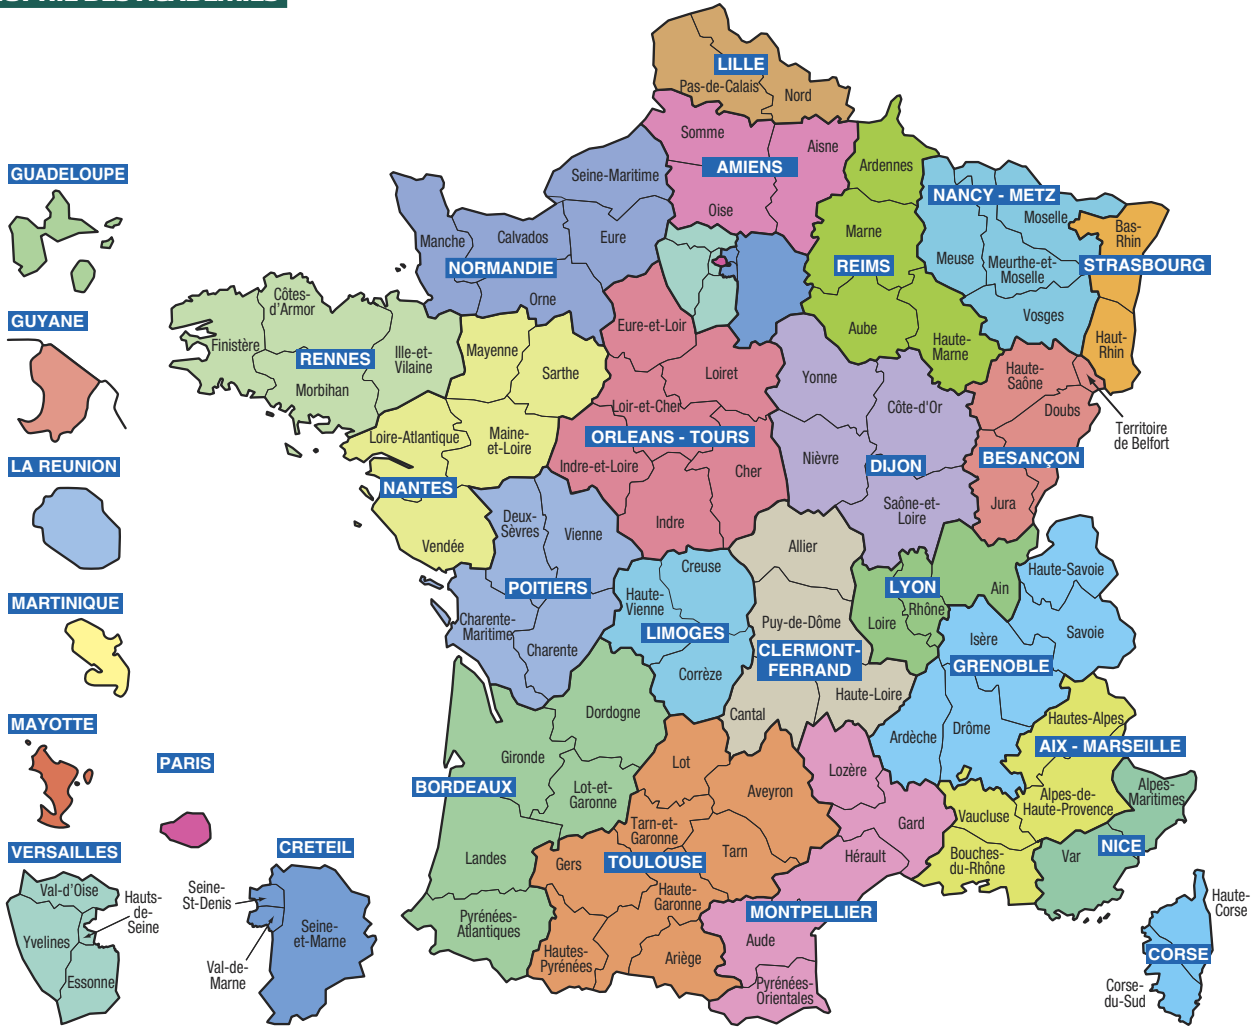 DES ACADÉMIES
LILLE
Pas-de-Calais
Nord
Somme
Aisne
AMIENS
Oise
Ardennes
Marne
REIMS
Aube
Haute-
Marne
NANCY - METZ
Moselle
Meuse
Meurthe-et-
Moselle
Vosges
Bas-
Rhin
STRASBOURG
Haut-
Rhin
Seine-Maritime
Manche
Calvados
Eure
NORMANDIE
Orne
GUADELOUPE
GUYANE
LA REUNION
MARTINIQUE
MAYOTTE
PARIS
VERSAILLES
Val-d'Oise
Hauts-
de-
Seine
Yvelines
Essonne
CRETEIL
Seine-
St-Denis
Seine-
et-Marne
Val-de-
Marne
Côtes-
d'Armor
Finistère
RENNES
Ille-et-
Vilaine
Morbihan
Mayenne
Sarthe
Loire-Atlantique
Maine-
et-Loire
NANTES
Vendée
Eure-et-Loir
Loiret
Loir-et-Cher
ORLEANS - TOURS
Indre-et-Loire
Cher
Indre
Yonne
Côte-d'Or
Nièvre
DIJON
Saône-et-
Loire
Haute-
Saône
Doubs
Territoire
de Belfort
BESANÇON
Jura
Deux-
Sèvres
Vienne
POITIERS
Charente-
Maritime
Charente
Creuse
Haute-
Vienne
LIMOGES
Corrèze
Allier
Puy-de-Dôme
CLERMONT-
FERRAND
Haute-Loire
Cantal
LYON
Ain
Rhône
Loire
Haute-Savoie
Savoie
Isère
GRENOBLE
Ardèche
Drôme
Dordogne
Gironde
BORDEAUX
Lot-et-
Garonne
Landes
Pyrénées-
Atlantiques
Lot
Aveyron
Tarn-et-
Garonne
Tarn
Gers
TOULOUSE
Haute-
Garonne
Hautes-
Pyrénées
Ariège
Lozère
Gard
Hérault
MONTPELLIER
Aude
Pyrénées-
Orientales
Hautes-Alpes
AIX - MARSEILLE
Alpes-de-
Haute-Provence
Vaucluse
Bouches-
du-Rhône
Alpes-
Maritimes
NICE
Var
Haute-
Corse
CORSE
Corse-
du-Sud